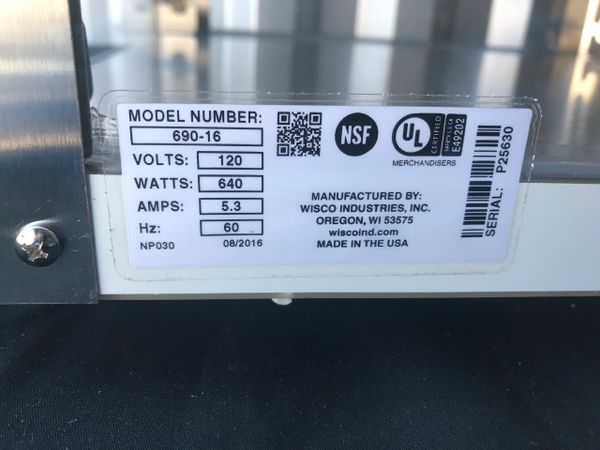 MODEL NUMBER:
690-16
VOLTS: 120
WATTS: 640
AMPS: 5.3
Hz: 60
NP030 08/2016
NSF
UL
CERTIFIED
E49202
MERCHANDISERS
MANUFACTURED BY:
WISCO INDUSTRIES, INC.
OREGON, WI 53575
wiscoind.com
MADE IN THE USA
SERIAL: P25630